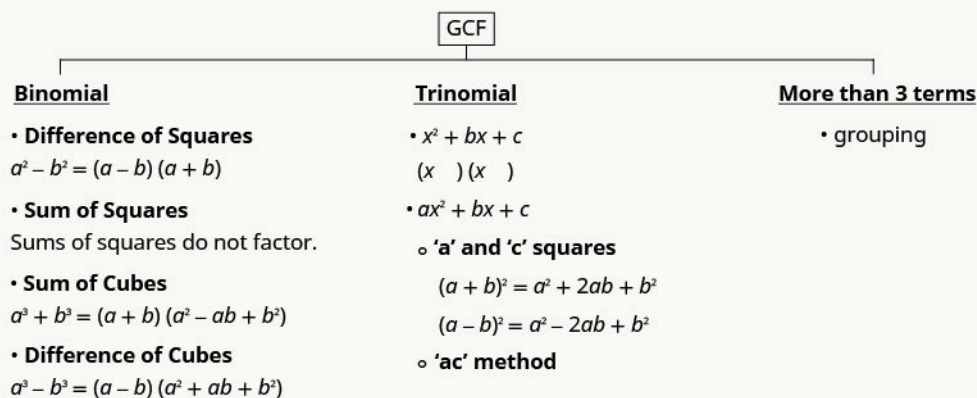 GCF
Binomial
• Difference of Squares
a² – b² = (a – b) (a + b)
• Sum of Squares
Sums of squares do not factor.
• Sum of Cubes
a³ + b³ = (a + b) (a² – ab + b²)
• Difference of Cubes
a³ – b³ = (a – b) (a² + ab + b²)
Trinomial
• x² + bx + c
(x   ) (x   )
• ax² + bx + c
∘ ‘a’ and ‘c’ squares
(a + b)² = a² + 2ab + b²
(a – b)² = a² – 2ab + b²
∘ ‘ac’ method
More than 3 terms
• grouping